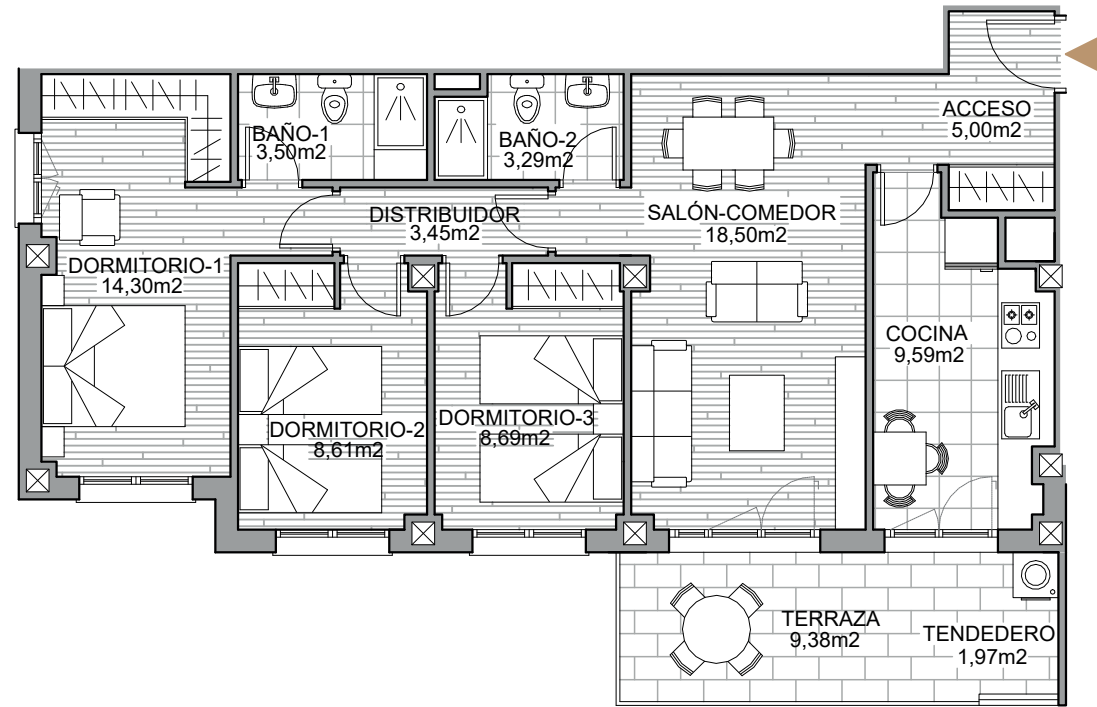 ACCESO
5,00m2
BAÑO-1
3,50m2
BAÑO-2
3,29m2
DISTRIBUIDOR
3,45m2
SALÓN-COMEDOR
18,50m2
DORMITORIO-1
14,30m2
COCINA
9,59m2
DORMITORIO-2
8,61m2
DORMITORIO-3
8,69m2
TERRAZA
9,38m2
TENDEDERO
1,97m2